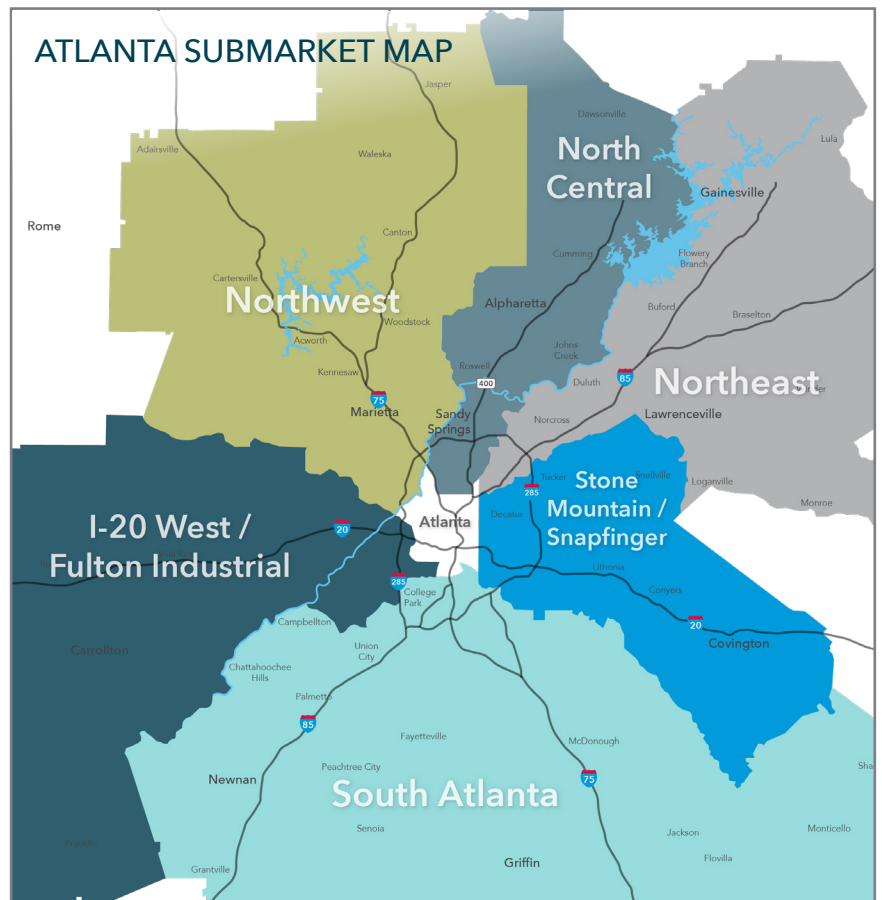 ATLANTA SUBMARKET MAP
Jasper
Dawsonville
Lula
Adairsville
Waleska
North
Central
Gainesville
Rome
Canton
Cumming
Flowery
Branch
Cartersville
Northwest
Alpharetta
Buford
Braselton
Woodstock
Acworth
Johns
Creek
Kennesaw
Roswell
400
Duluth
85
Northeast
75
Marietta
Sandy
Springs
Norcross
Lawrenceville
Tucker
Snellville
Stone
Mountain /
Snapfinger
Loganville
285
Monroe
Decatur
I-20 West /
Fulton Industrial
20
Atlanta
Lithonia
285
College
Park
Conyers
Campbellton
20
Covington
Carrollton
Union
City
Chattahoochee
Hills
Palmetto
85
Fayetteville
McDonough
Newnan
Peachtree City
75
Sha
South Atlanta
Senoia
Jackson
Monticello
Franklin
Griffin
Flovilla
Grantville